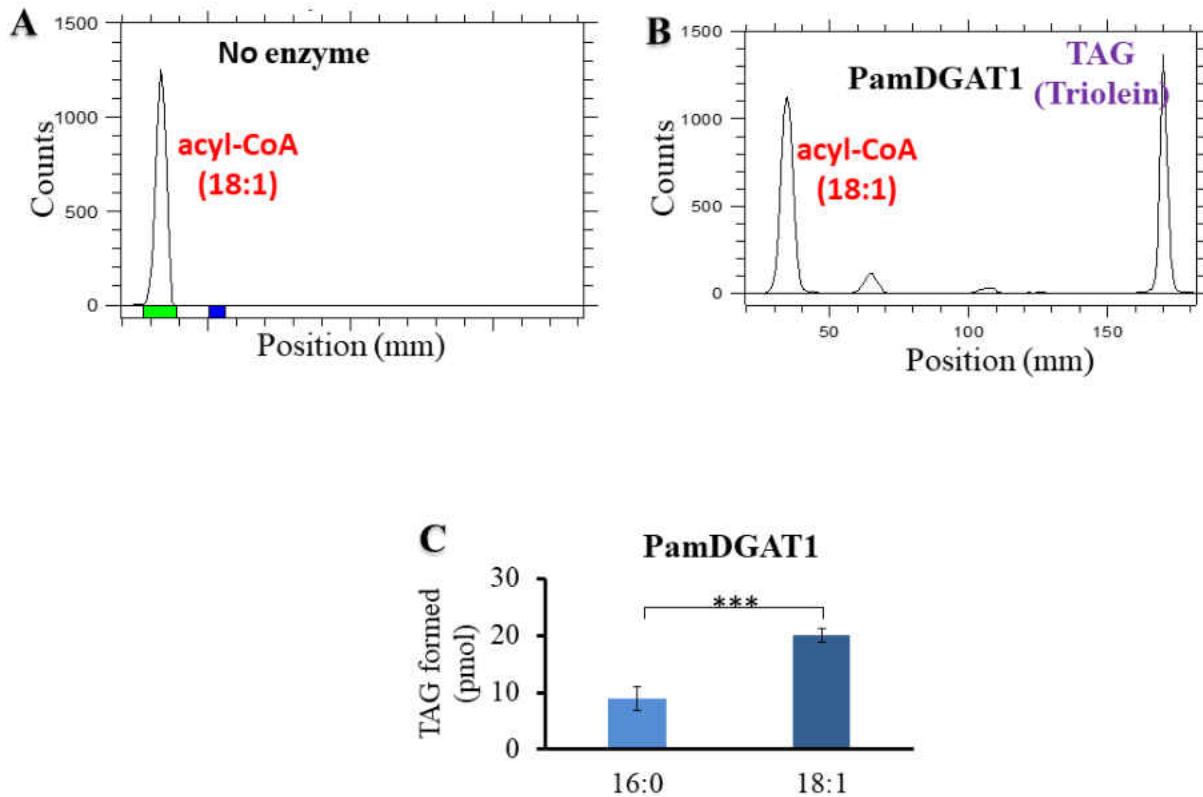 A
1500
1000
500
0
Counts
No enzyme
acyl-CoA
(18:1)
Position (mm)
B
1500
1000
500
0
Counts
PamDGAT1
TAG
(Triolein)
acyl-CoA
(18:1)
50 100 150
Position (mm)
C
PamDGAT1
30
20
10
0
TAG formed
(pmol)
***
16:0 18:1